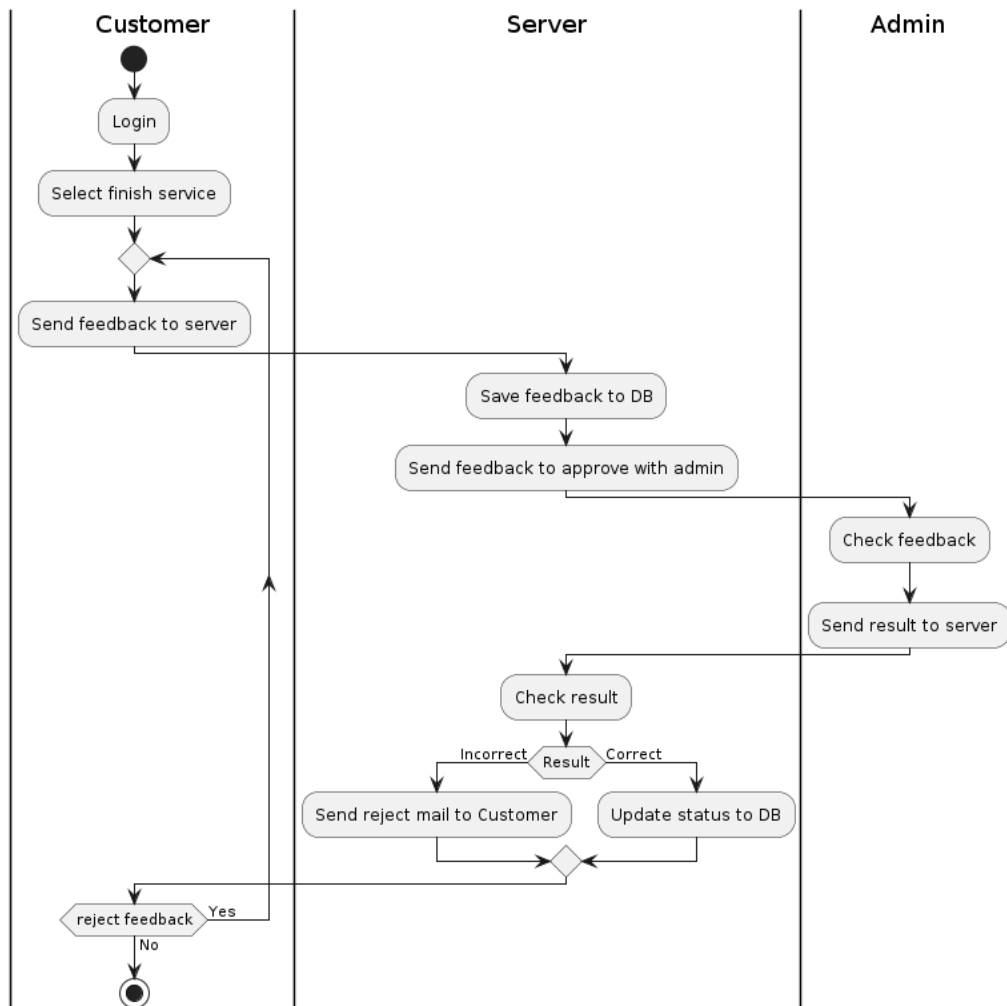 Customer
Server
Admin
Login
Select finish service
Send feedback to server
Save feedback to DB
Send feedback to approve with admin
Check feedback
Send result to server
Check result
Incorrect
Result
Correct
Send reject mail to Customer
Update status to DB
reject feedback
Yes
No